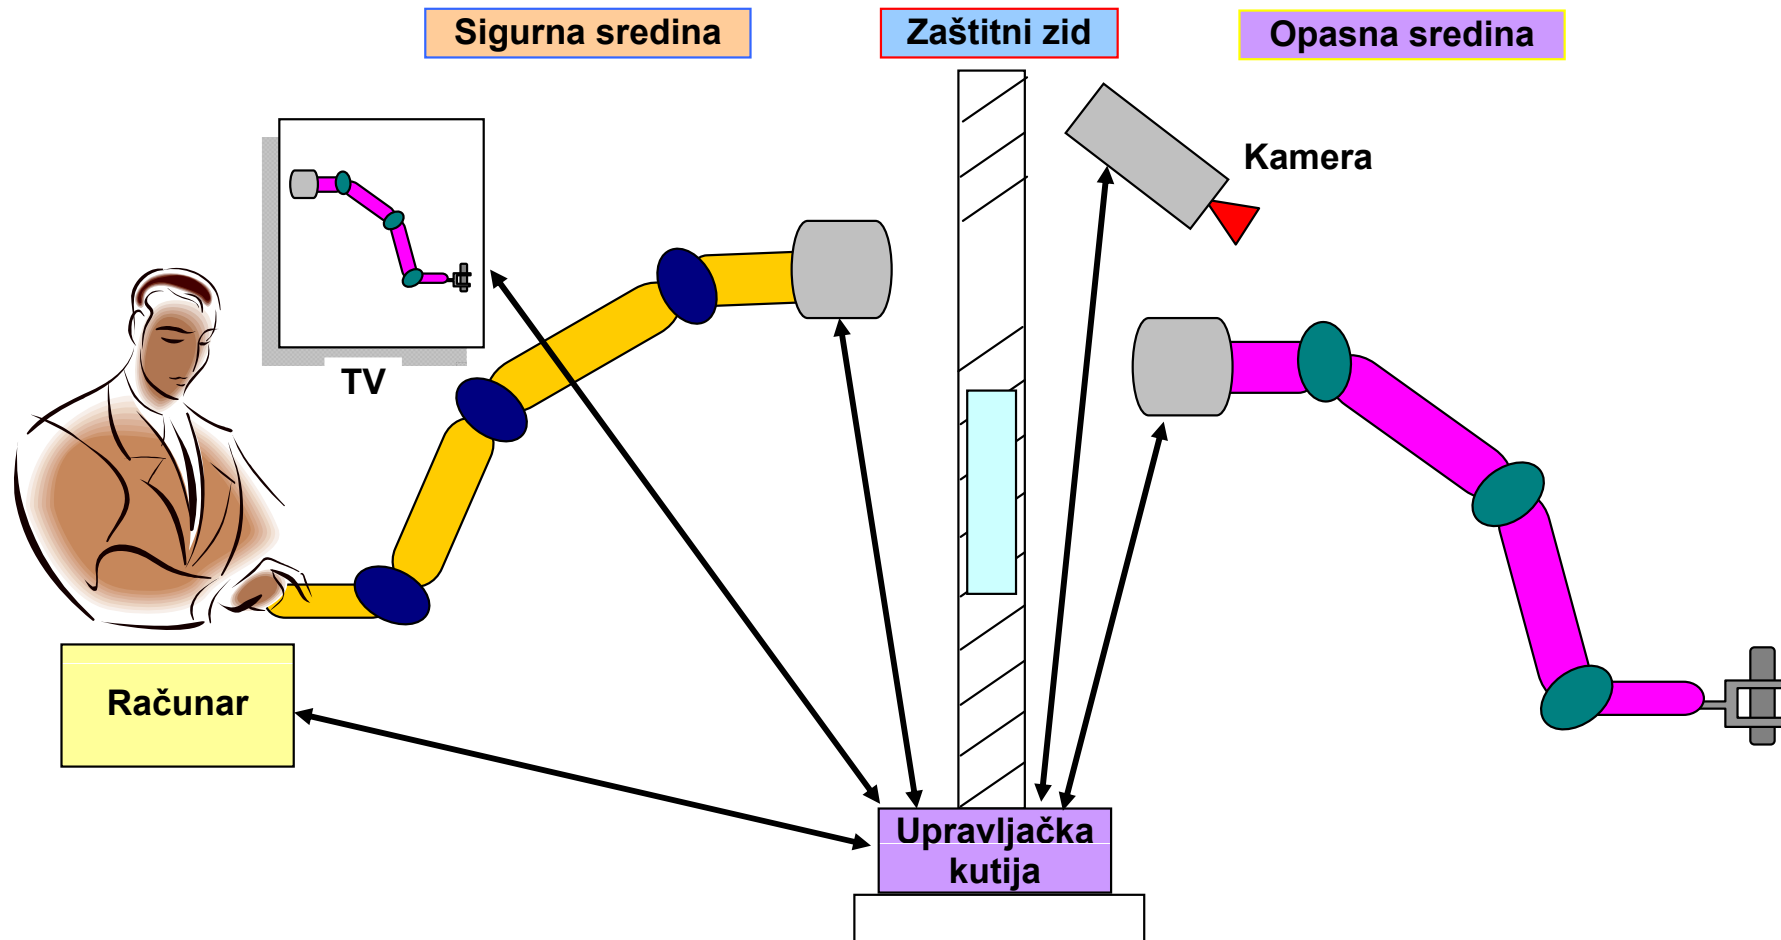 Sigurna sredina
Zaštitni zid
Opasna sredina
Kamera
TV
Računar
Upravljačka
kutija